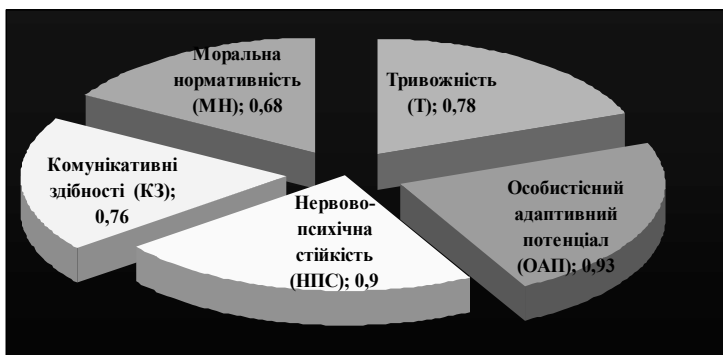 Моральна
нормативність
(МН); 0,68
Тривожність
(Т); 0,78
Комунікативні
здібності (КЗ);
0,76
Нервово-
психічна
стійкість
(НПС); 0,9
Особистісний
адаптивний
потенціал
(ОАП); 0,93